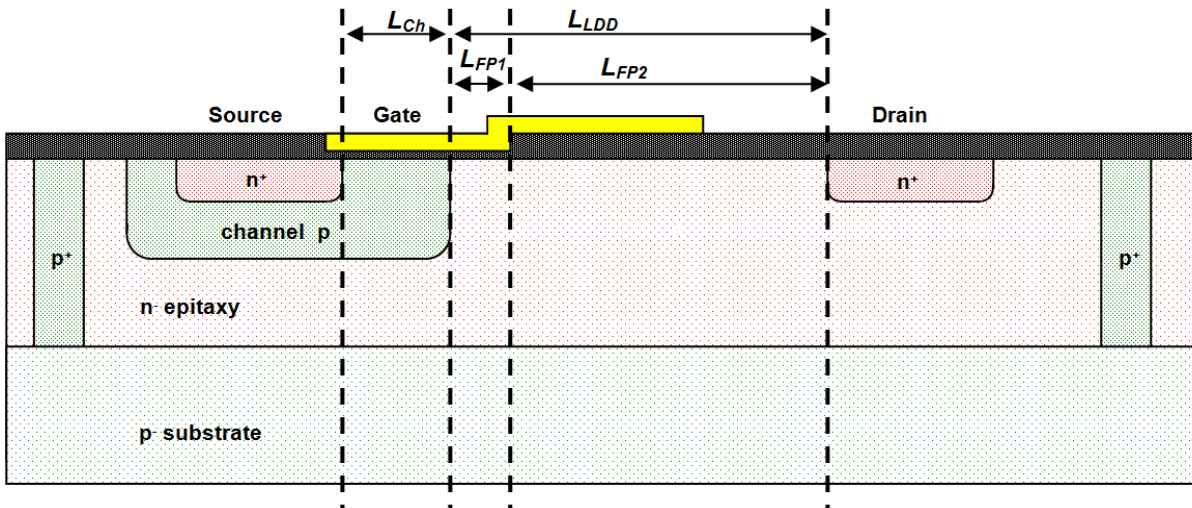 L_Ch L_LDD
L_FP1 L_FP2
Source Gate Drain
n⁺ n⁺
channel p
p⁺ p⁺
n⁻ epitaxy
p⁻ substrate